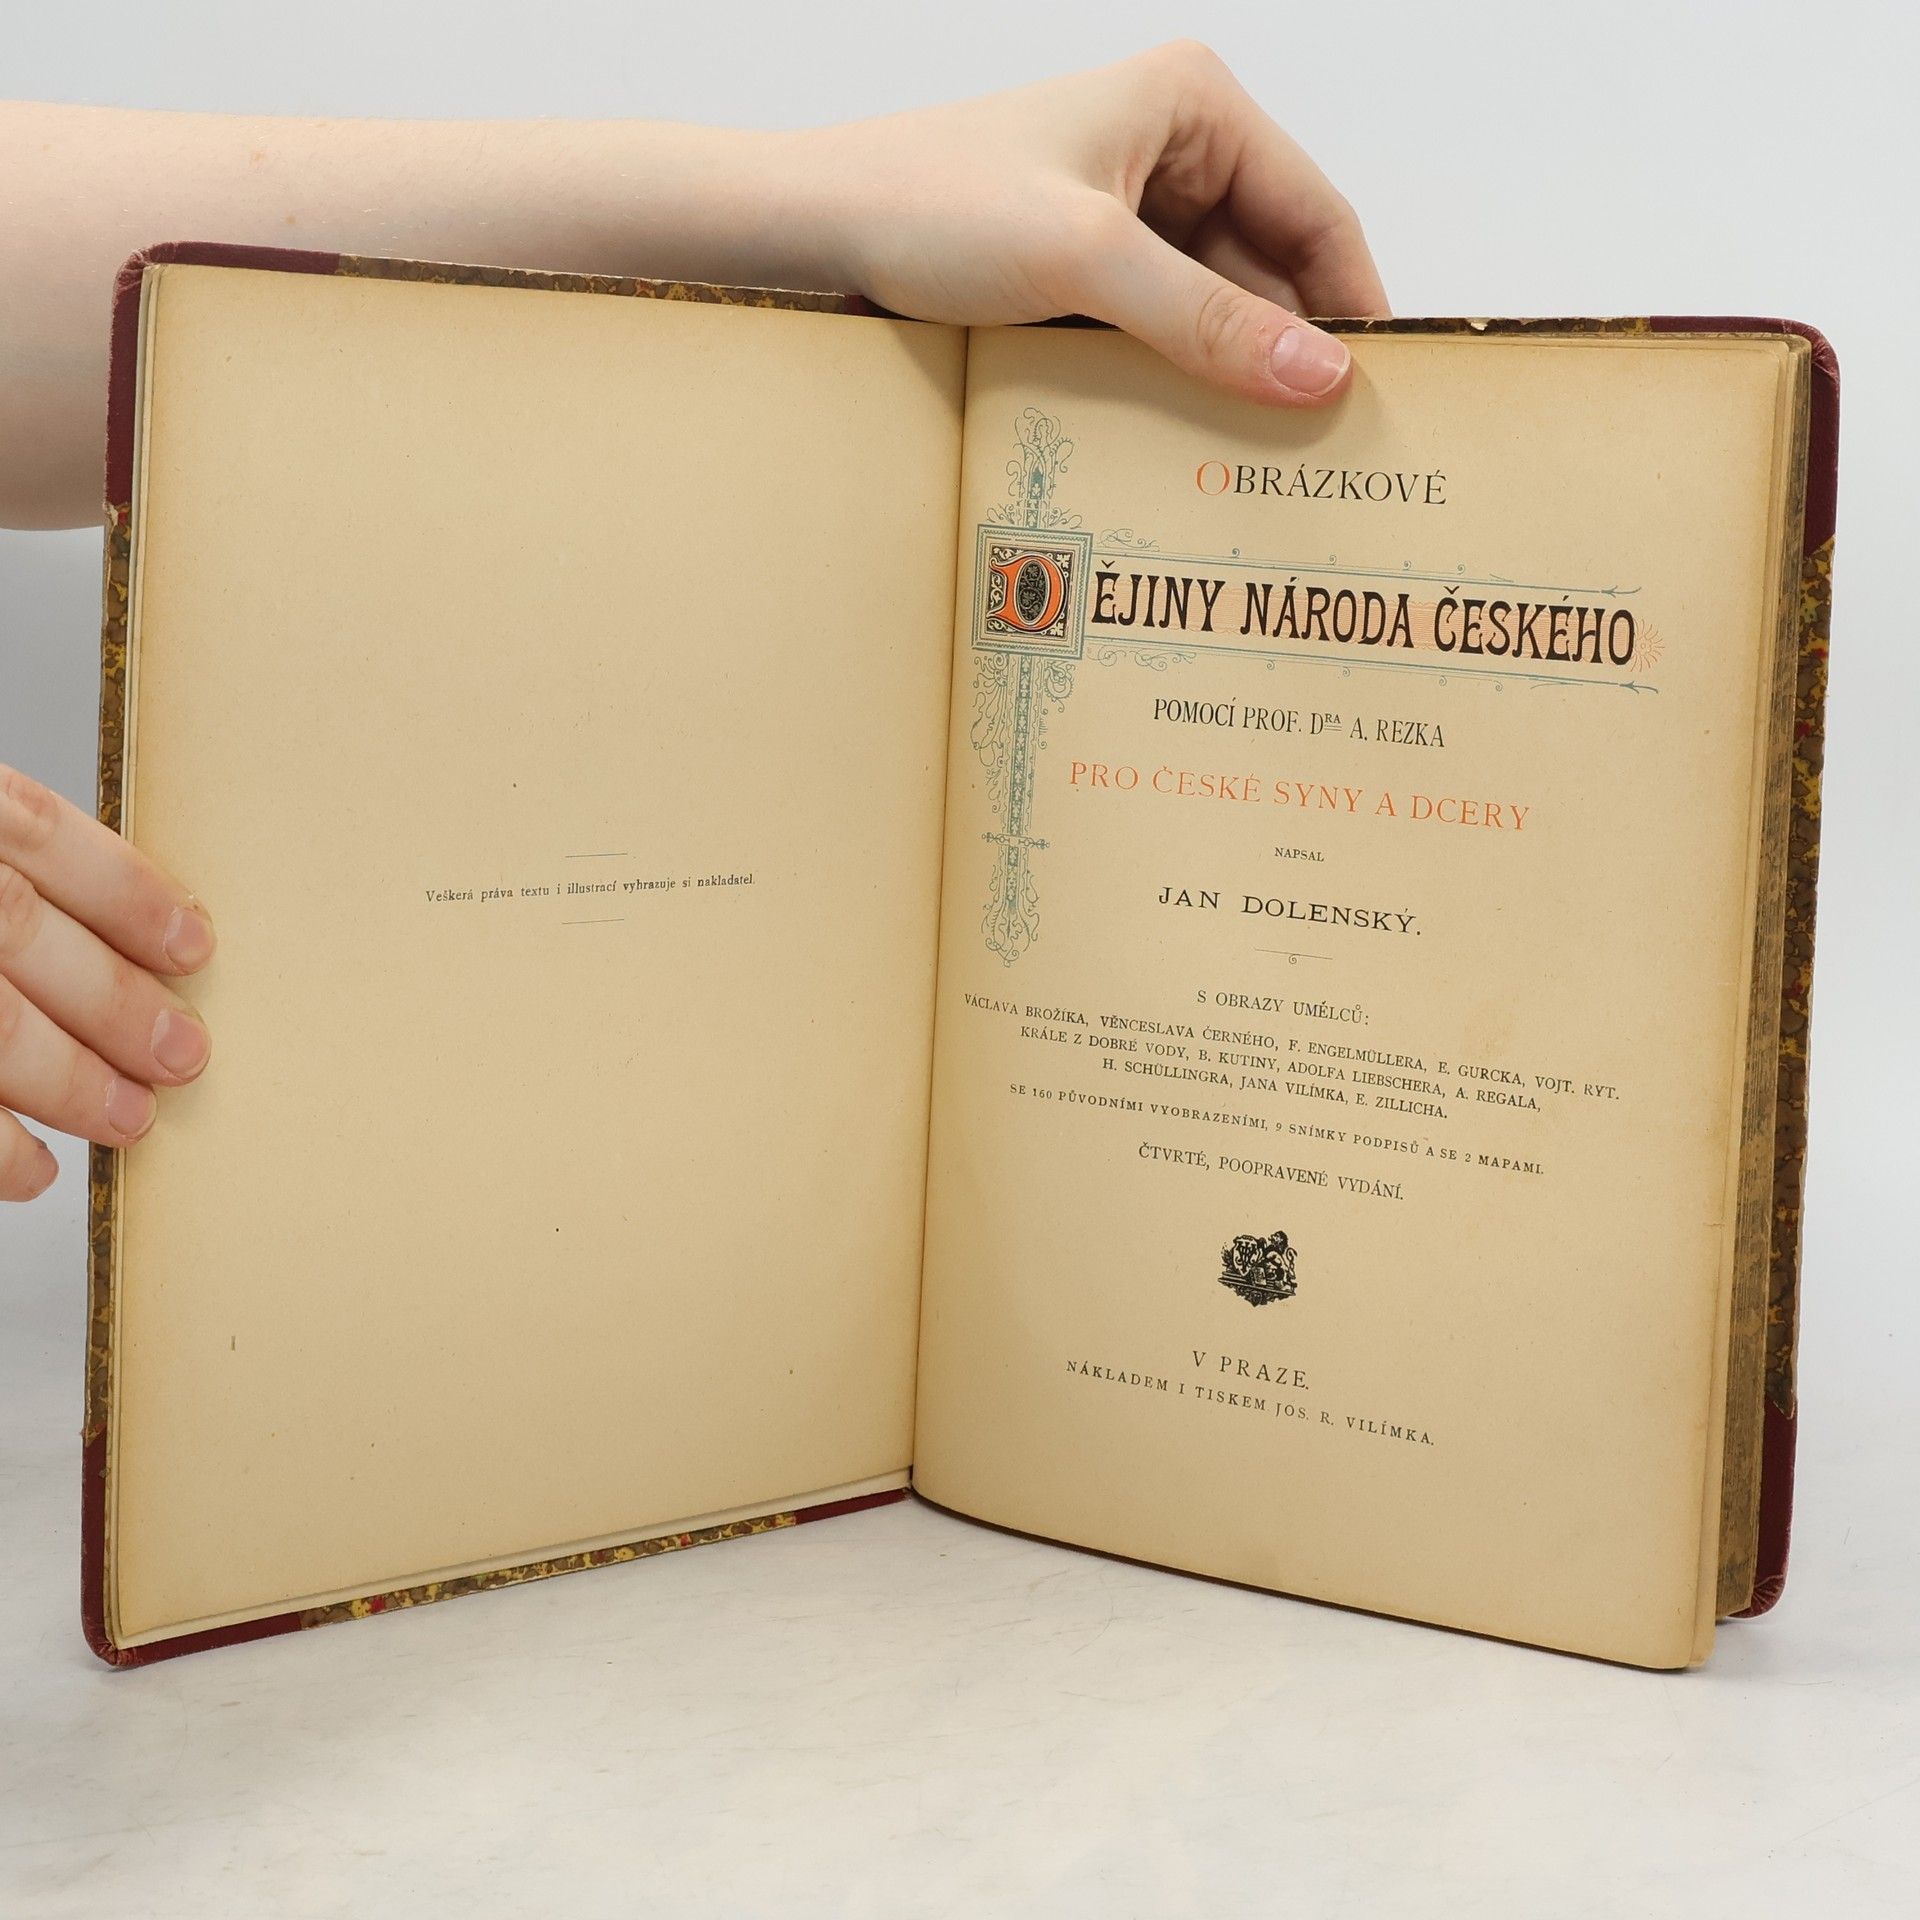 Veškerá práva textu i illustrací vyhrazuje si nakladatel.
OBRÁZKOVÉ
DĚJINY NÁRODA ČESKÉHO
POMOCÍ PROF. DRA A. REZKA
PRO ČESKÉ SYNY A DCERY
NAPSAL
JAN DOLENSKÝ.
S OBRAZY UMĚLCŮ:
VÁCLAVA BROŽÍKA, VĚNCESLAVA ČERNÉHO, F. ENGELMÜLLERA, E. GURCKA, VOJT. RYT.
KRÁLE Z DOBRÉ VODY, B. KUTINY, ADOLFA LIEBSCHERA, A. REGALA,
H. SCHÜLLINGRA, JANA VILÍMKA, E. ZILLICHA.
SE 160 PŮVODNÍMI VYOBRAZENÍMI, 9 SNÍMKY PODPISŮ A SE 2 MAPAMI.
ČTVRTÉ, POOPRAVENÉ VYDÁNÍ.
V PRAZE.
NÁKLADEM I TISKEM JOS. R. VILÍMKA.